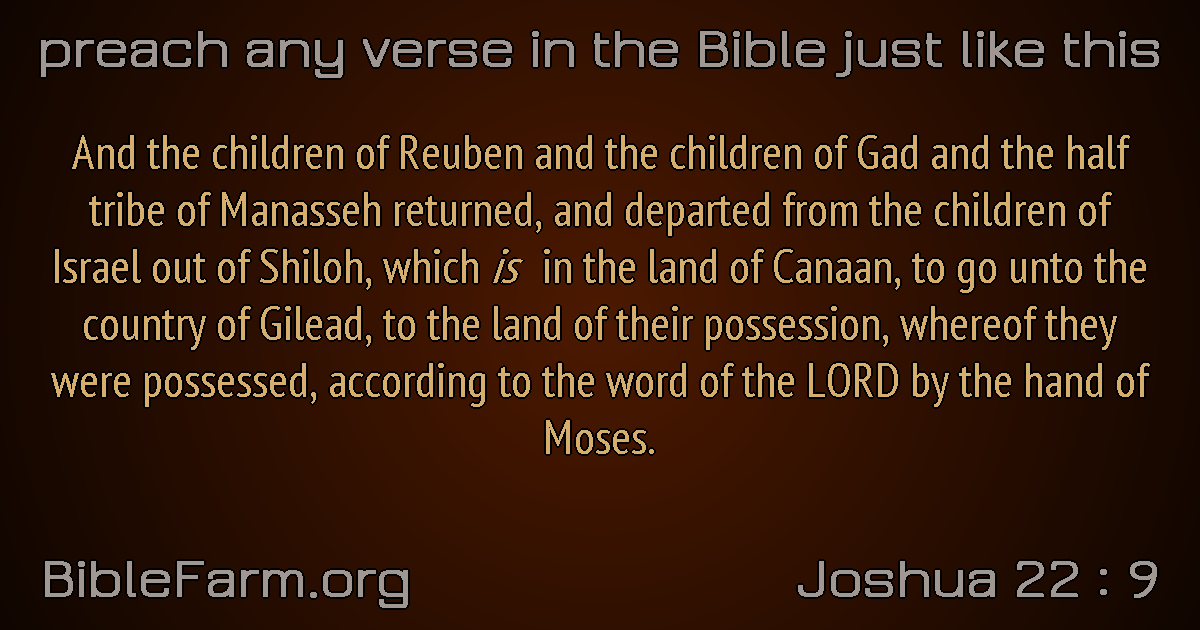 preach any verse in the Bible just like this
And the children of Reuben and the children of Gad and the half
tribe of Manasseh returned, and departed from the children of
Israel out of Shiloh, which is in the land of Canaan, to go unto the
country of Gilead, to the land of their possession, whereof they
were possessed, according to the word of the LORD by the hand of
Moses.
BibleFarm.org
Joshua 22 : 9